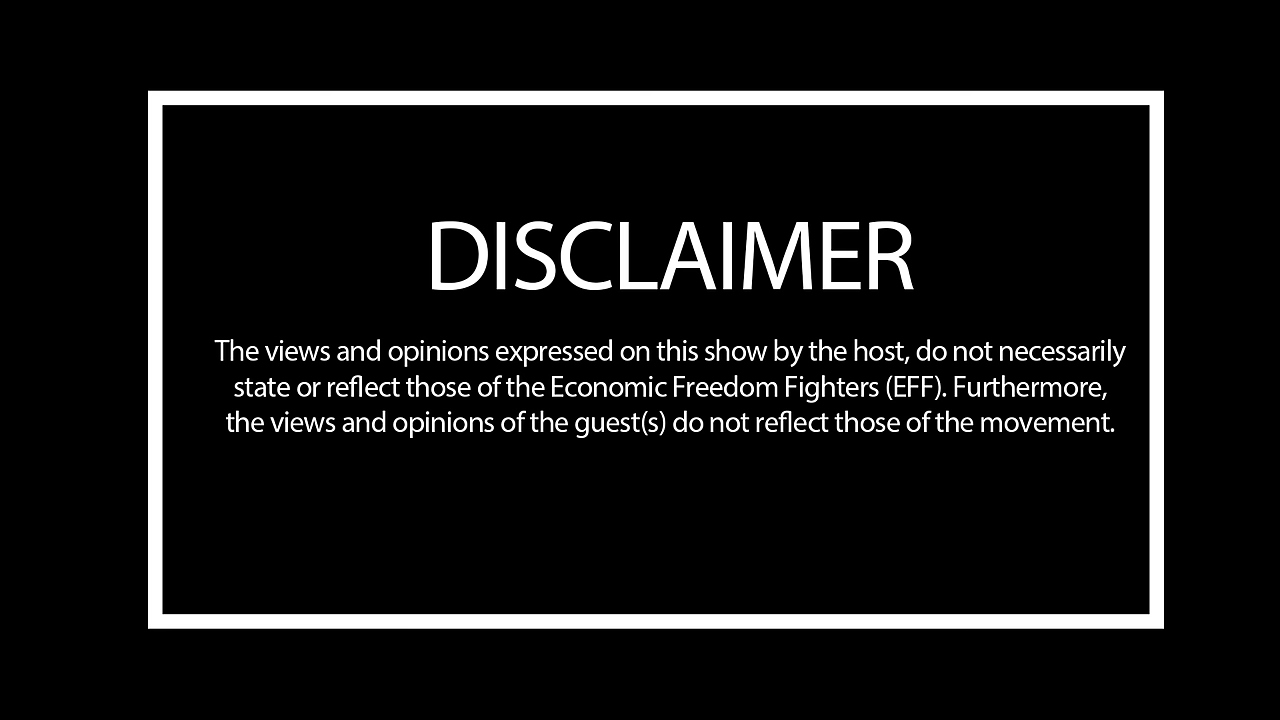 DISCLAIMER
The views and opinions expressed on this show by the host, do not necessarily
state or reflect those of the Economic Freedom Fighters (EFF). Furthermore,
the views and opinions of the guest(s) do not reflect those of the movement.